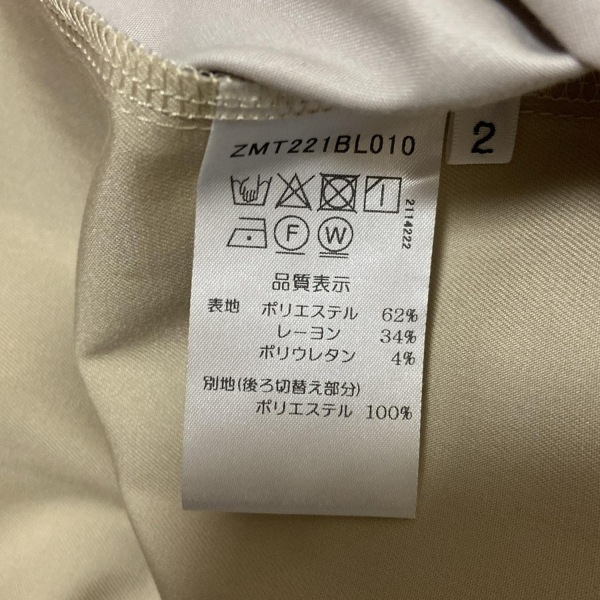 ZMT221BL010
2
2114222
F W
品質表示
表地 ポリエステル 62%
レーヨン 34%
ポリウレタン 4%
別地(後ろ切替え部分)
ポリエステル 100%